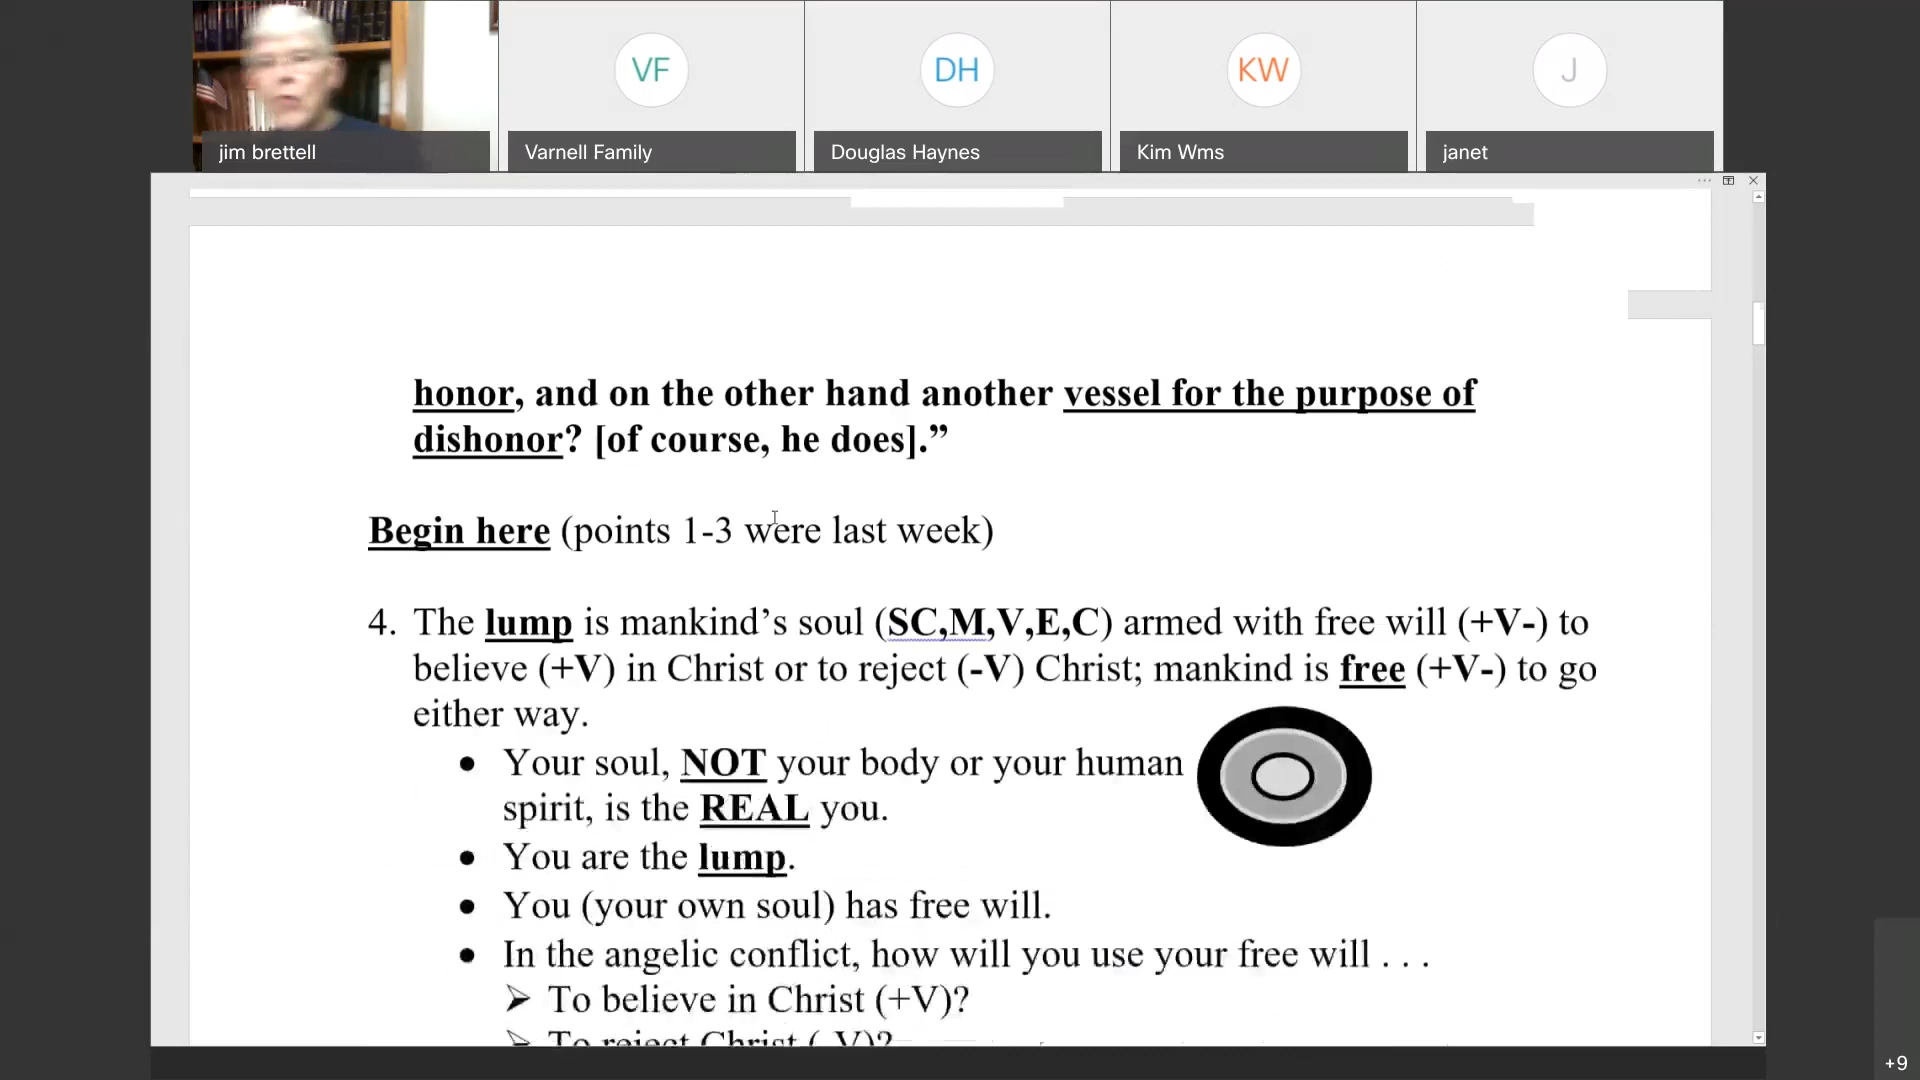 VF
DH
KW
J
jim brettell
Varnell Family
Douglas Haynes
Kim Wms
janet
honor, and on the other hand another vessel for the purpose of
dishonor? [of course, he does].”
Begin here (points 1-3 were last week)
4. The lump is mankind’s soul (SC,M,V,E,C) armed with free will (+V-) to
believe (+V) in Christ or to reject (-V) Christ; mankind is free (+V-) to go
either way.
• Your soul, NOT your body or your human
spirit, is the REAL you.
• You are the lump.
• You (your own soul) has free will.
• In the angelic conflict, how will you use your free will . . .
➢ To believe in Christ (+V)?
➢ To reject Christ (-V)?
+9